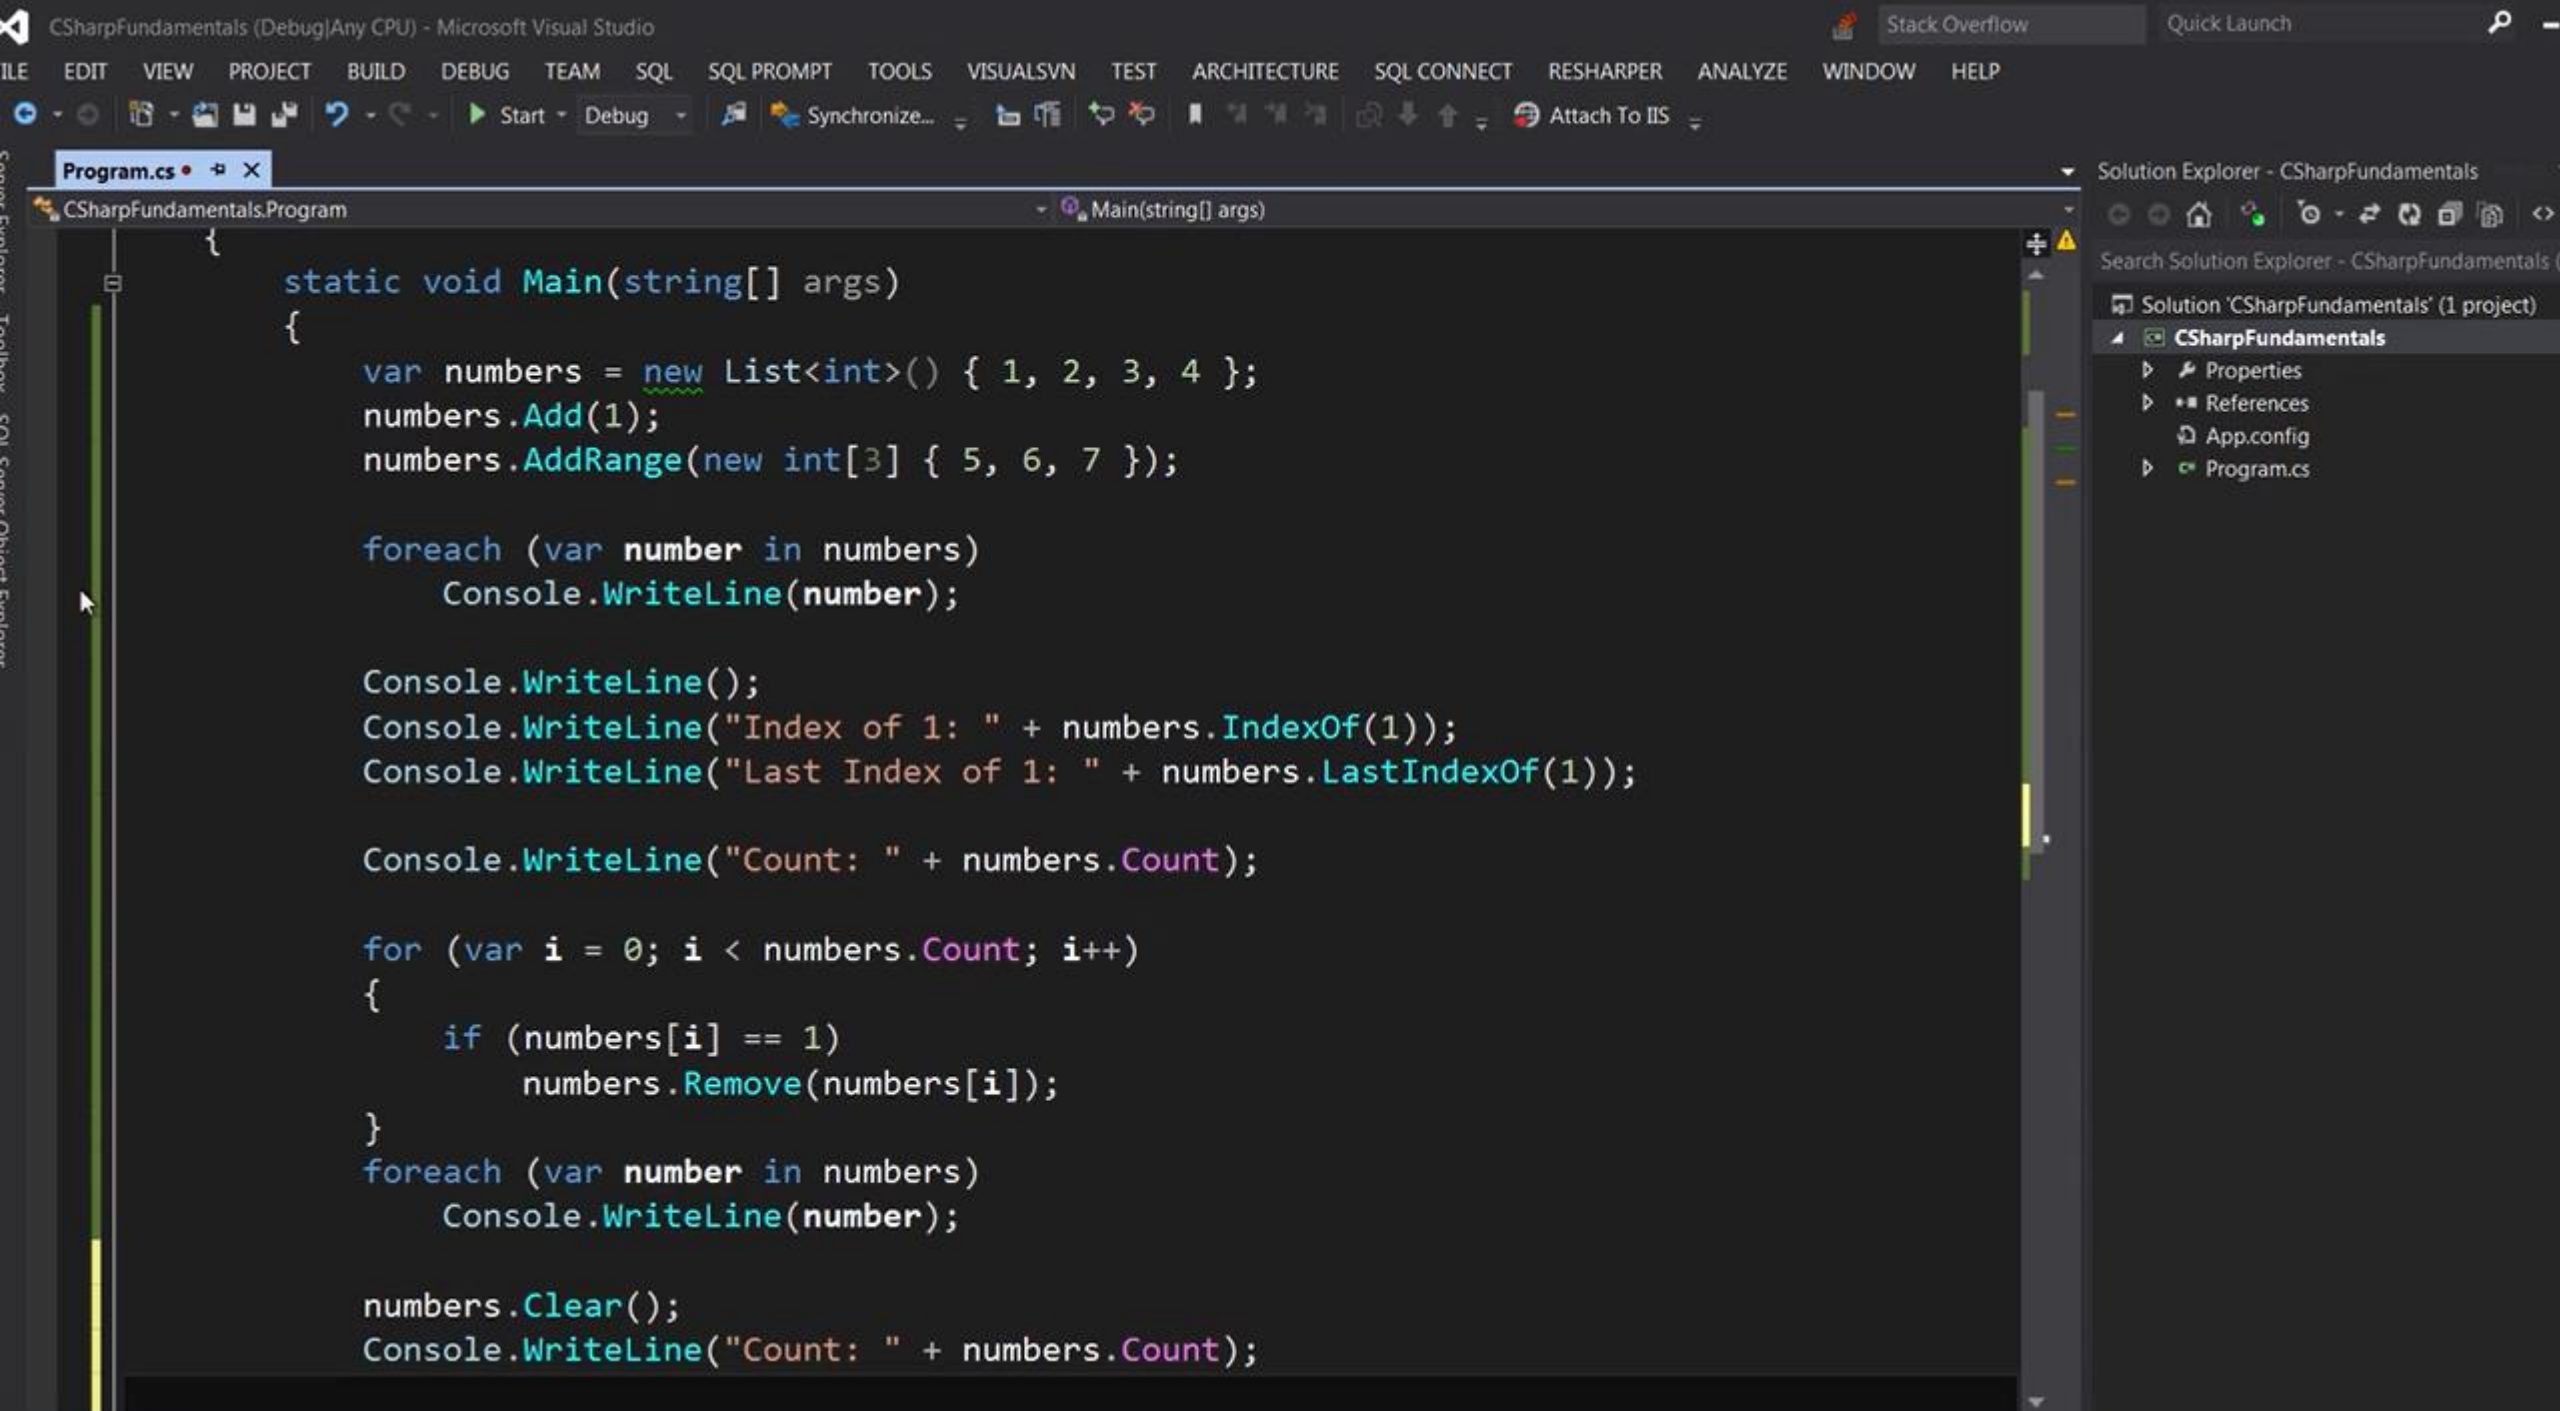 CSharpFundamentals (Debug|Any CPU) - Microsoft Visual Studio
Stack Overflow
Quick Launch
ILE EDIT VIEW PROJECT BUILD DEBUG TEAM SQL SQL PROMPT TOOLS VISUALSVN TEST ARCHITECTURE SQL CONNECT RESHARPER ANALYZE WINDOW HELP
Start Debug Synchronize... Attach To IIS
Program.cs
CSharpFundamentals.Program
Main(string[] args)
{
static void Main(string[] args)
{
var numbers = new List<int>() { 1, 2, 3, 4 };
numbers.Add(1);
numbers.AddRange(new int[3] { 5, 6, 7 });
foreach (var number in numbers)
Console.WriteLine(number);
Console.WriteLine();
Console.WriteLine("Index of 1: " + numbers.IndexOf(1));
Console.WriteLine("Last Index of 1: " + numbers.LastIndexOf(1));
Console.WriteLine("Count: " + numbers.Count);
for (var i = 0; i < numbers.Count; i++)
{
if (numbers[i] == 1)
numbers.Remove(numbers[i]);
}
foreach (var number in numbers)
Console.WriteLine(number);
numbers.Clear();
Console.WriteLine("Count: " + numbers.Count);
Solution Explorer - CSharpFundamentals
Search Solution Explorer - CSharpFundamentals (
Solution 'CSharpFundamentals' (1 project)
CSharpFundamentals
Properties
References
App.config
Program.cs